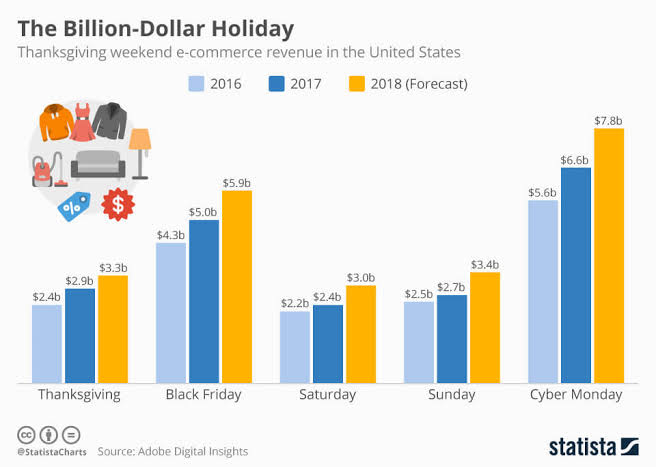 The Billion-Dollar Holiday
Thanksgiving weekend e-commerce revenue in the United States
2016 2017 2018 (Forecast)
% $
$2.4b $2.9b $3.3b
$4.3b $5.0b $5.9b
$2.2b $2.4b $3.0b
$2.5b $2.7b $3.4b
$5.6b $6.6b $7.8b
Thanksgiving Black Friday Saturday Sunday Cyber Monday
cc
@StatistaCharts Source: Adobe Digital Insights
statista